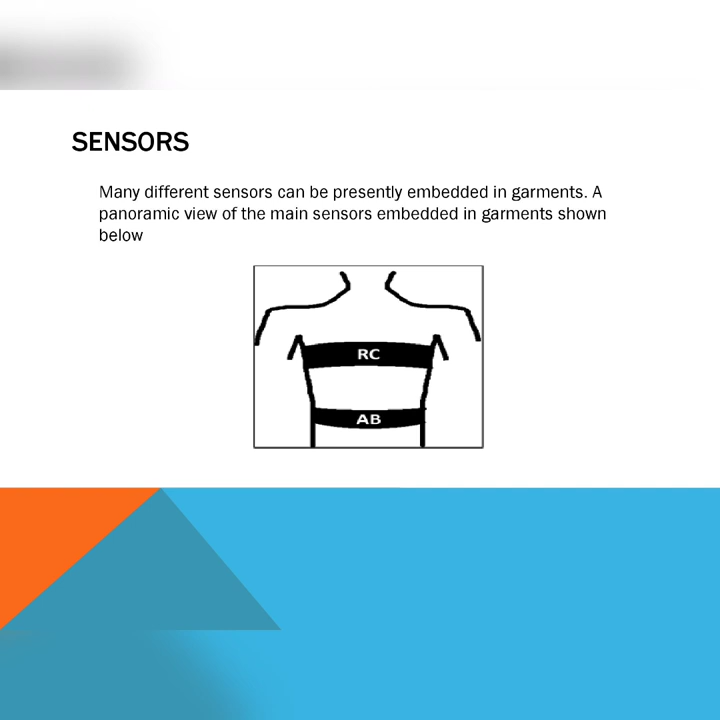 SENSORS
Many different sensors can be presently embedded in garments. A
panoramic view of the main sensors embedded in garments shown
below
RC
AB